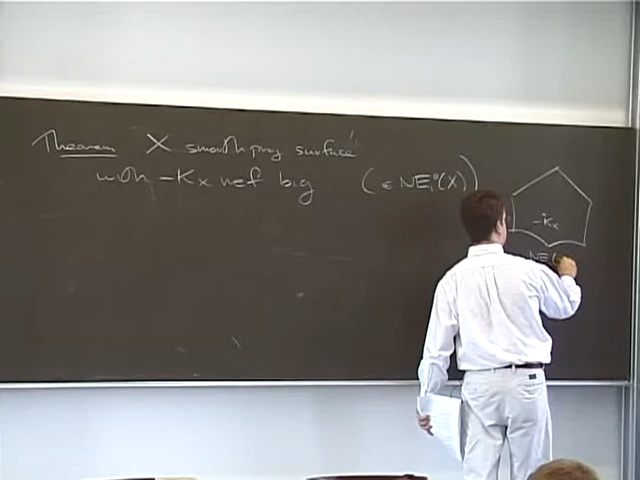 Theorem X smooth proj surface
with -Kx nef big (∈ NE°(X))
-Kx
NE